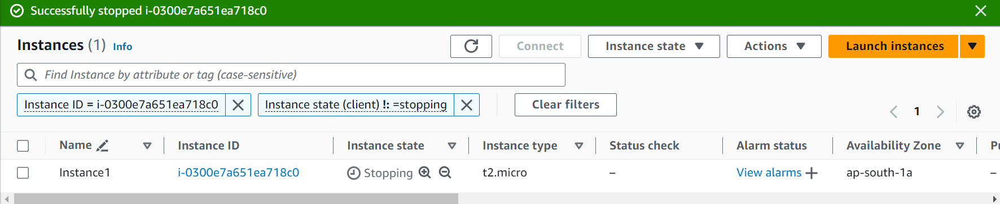 Successfully stopped i-0300e7a651ea718c0
Instances (1) Info Connect Instance state Actions Launch instances
Find Instance by attribute or tag (case-sensitive)
Instance ID = i-0300e7a651ea718c0 Instance state (client) !: =stopping Clear filters
1
Name Instance ID Instance state Instance type Status check Alarm status Availability Zone
Instance1 i-0300e7a651ea718c0 Stopping t2.micro – View alarms ap-south-1a –